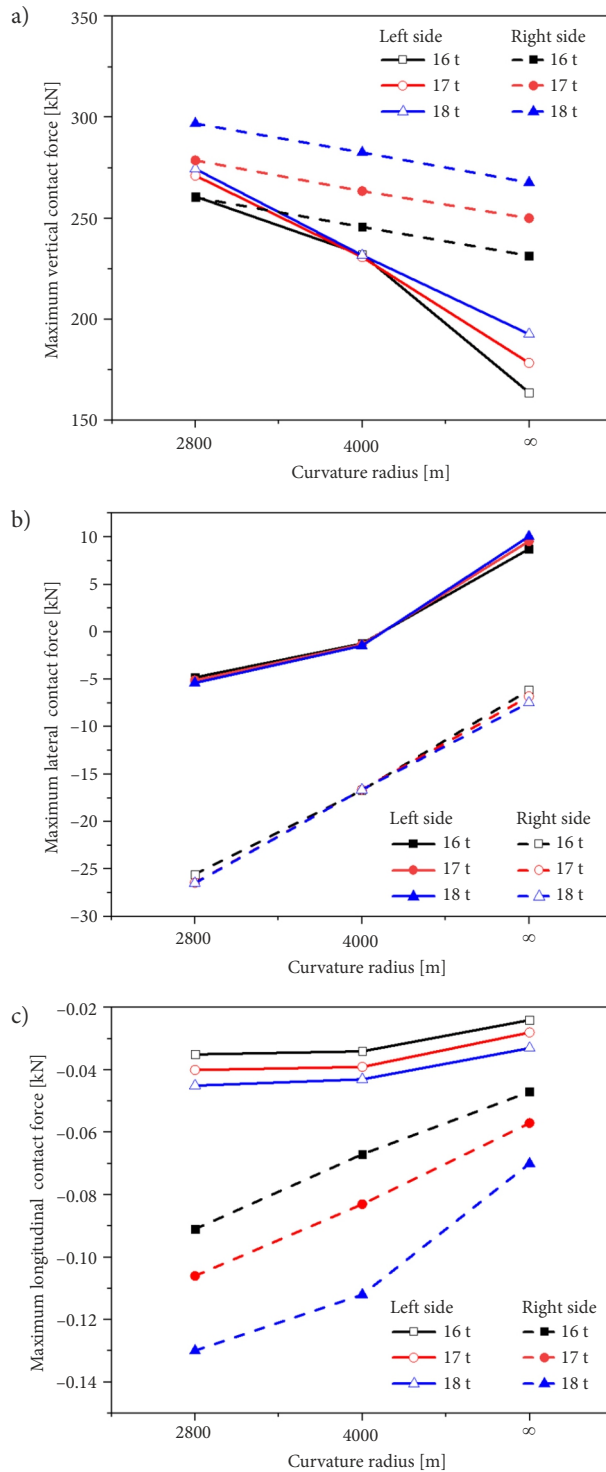 a)
Maximum vertical contact force [kN]
350
300
250
200
150
Left side Right side
16 t 16 t
17 t 17 t
18 t 18 t
2800 4000 ∞
Curvature radius [m]
b)
Maximum lateral contact force [kN]
10
5
0
−5
−10
−15
−20
−25
−30
Left side Right side
16 t 16 t
17 t 17 t
18 t 18 t
2800 4000 ∞
Curvature radius [m]
c)
Maximum longitudinal contact force [kN]
−0.02
−0.04
−0.06
−0.08
−0.10
−0.12
−0.14
Left side Right side
16 t 16 t
17 t 17 t
18 t 18 t
2800 4000 ∞
Curvature radius [m]